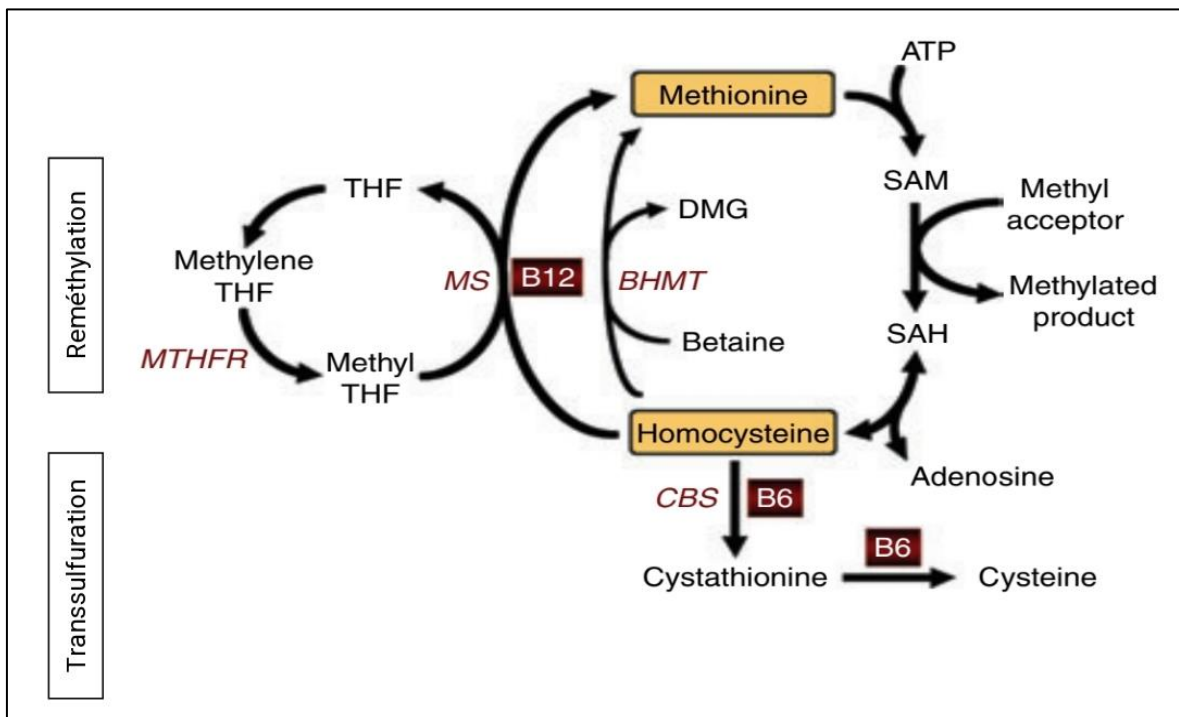 ATP
Methionine
Reméthylation
THF
SAM
Methyl
acceptor
DMG
Methylene
THF
MS
B12
BHMT
Methylated
product
Betaine
SAH
MTHFR
Methyl
THF
Homocysteine
Adenosine
Transsulfuration
CBS
B6
B6
Cystathionine
Cysteine